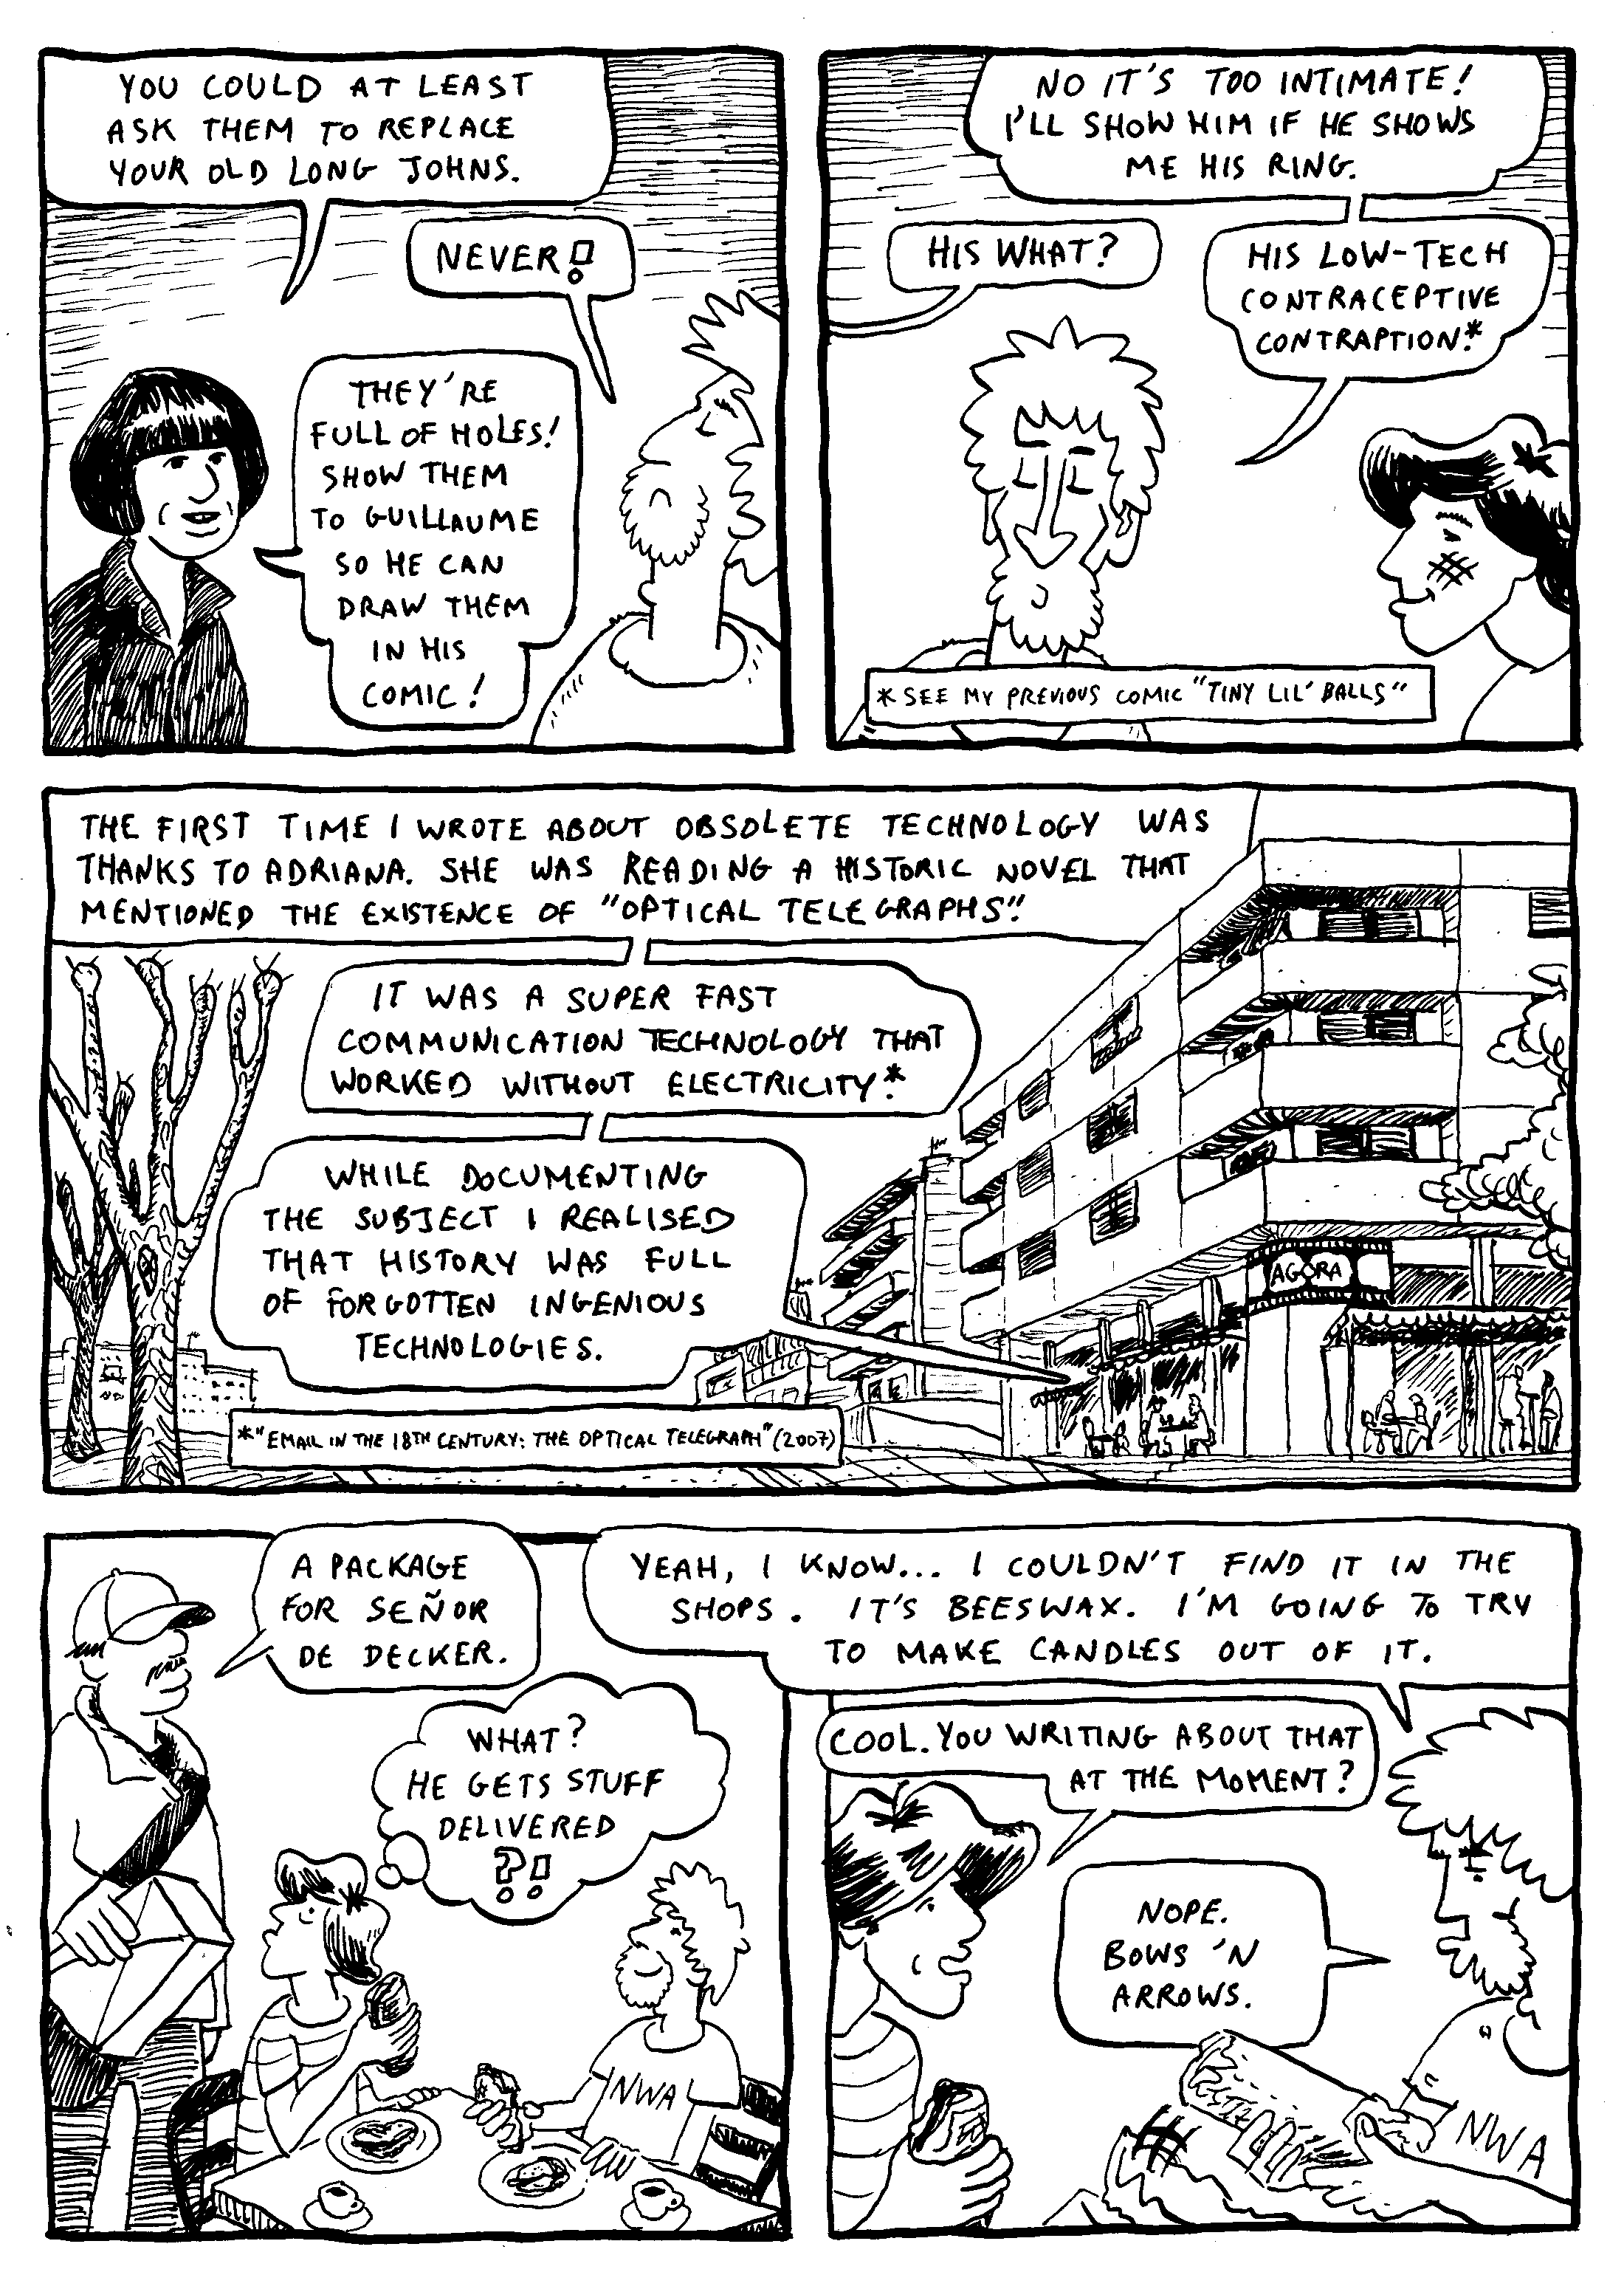 YOU COULD AT LEAST
ASK THEM TO REPLACE
YOUR OLD LONG JOHNS.
NEVER!
THEY'RE
FULL OF HOLES!
SHOW THEM
TO GUILLAUME
SO HE CAN
DRAW THEM
IN HIS
COMIC!
NO IT'S TOO INTIMATE!
I'LL SHOW HIM IF HE SHOWS
ME HIS RING.
HIS WHAT?
HIS LOW-TECH
CONTRACEPTIVE
CONTRAPTION!*
* SEE MY PREVIOUS COMIC "TINY LIL' BALLS"
THE FIRST TIME I WROTE ABOUT OBSOLETE TECHNOLOGY WAS
THANKS TO ADRIANA. SHE WAS READING A HISTORIC NOVEL THAT
MENTIONED THE EXISTENCE OF "OPTICAL TELEGRAPHS".
IT WAS A SUPER FAST
COMMUNICATION TECHNOLOGY THAT
WORKED WITHOUT ELECTRICITY.*
WHILE DOCUMENTING
THE SUBJECT I REALISED
THAT HISTORY WAS FULL
OF FORGOTTEN INGENIOUS
TECHNOLOGIES.
AGORA
*"EMAIL IN THE 18TH CENTURY: THE OPTICAL TELEGRAPH" (2007)
A PACKAGE
FOR SEÑOR
DE DECKER.
WHAT?
HE GETS STUFF
DELIVERED
?!
NWA
YEAH, I KNOW... I COULDN'T FIND IT IN THE
SHOPS. IT'S BEESWAX. I'M GOING TO TRY
TO MAKE CANDLES OUT OF IT.
COOL. YOU WRITING ABOUT THAT
AT THE MOMENT?
NOPE.
BOWS 'N
ARROWS.
NWA